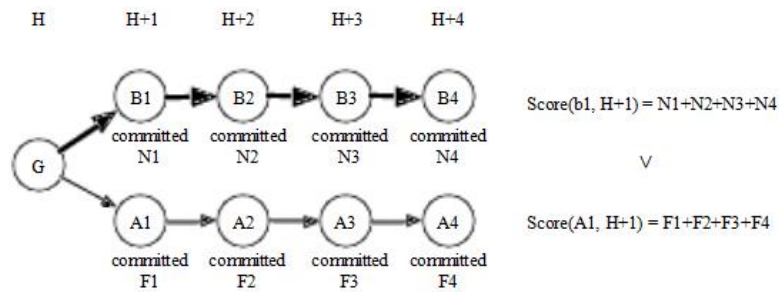 H H+1 H+2 H+3 H+4
B1 B2 B3 B4
Score(b1, H+1) = N1+N2+N3+N4
committed committed committed committed
N1 N2 N3 N4
G
V
A1 A2 A3 A4
Score(A1, H+1) = F1+F2+F3+F4
committed committed committed committed
F1 F2 F3 F4